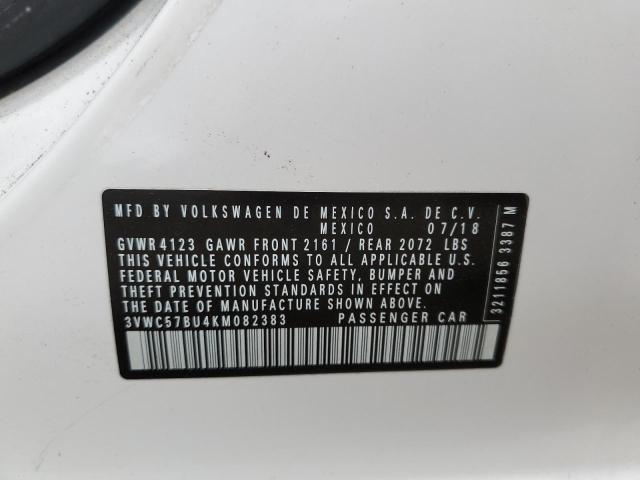 MFD BY VOLKSWAGEN DE MEXICO S.A. DE C.V.
MEXICO 07/18
GVWR 4123 GAWR FRONT 2161 / REAR 2072 LBS
THIS VEHICLE CONFORMS TO ALL APPLICABLE U.S.
FEDERAL MOTOR VEHICLE SAFETY, BUMPER AND
THEFT PREVENTION STANDARDS IN EFFECT ON
THE DATE OF MANUFACTURE SHOWN ABOVE.
3VWC57BU4KM082383 PASSENGER CAR
3211856 3387 M